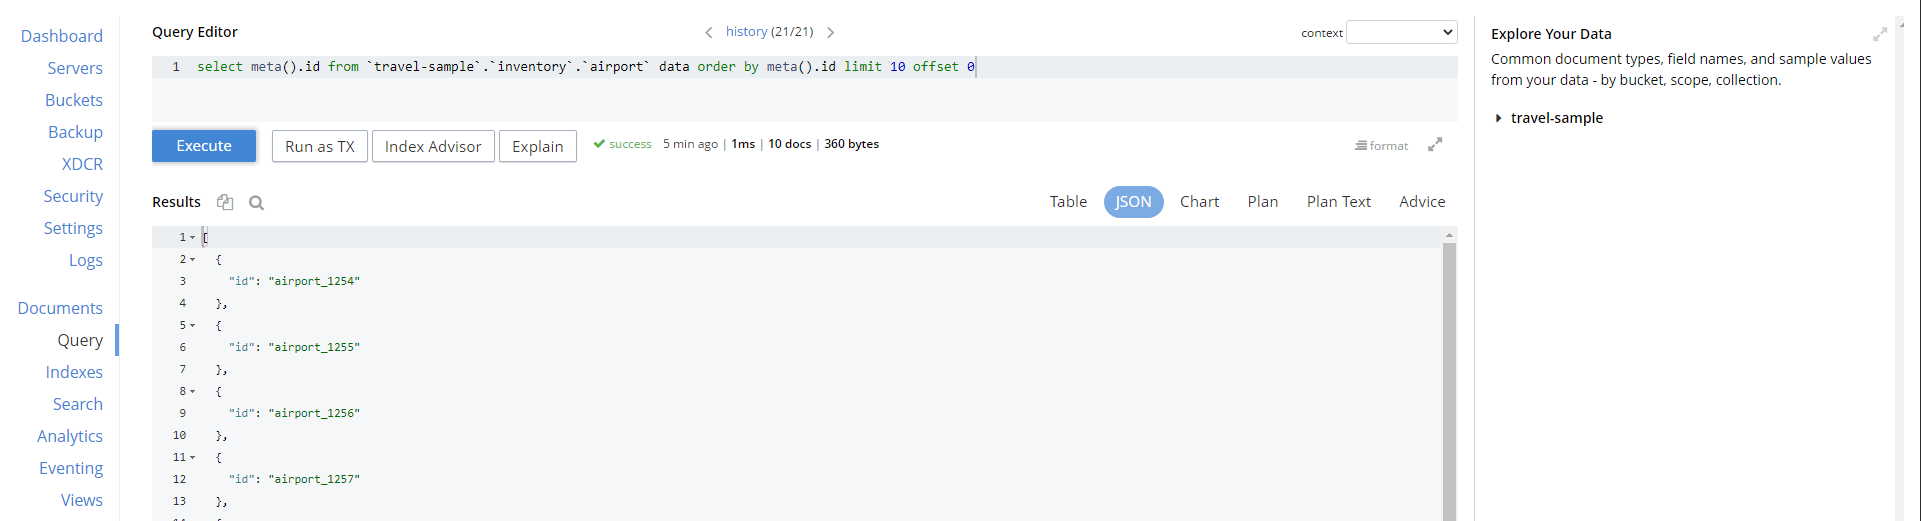 Dashboard
Servers
Buckets
Backup
XDCR
Security
Settings
Logs
Documents
Query
Indexes
Search
Analytics
Eventing
Views
Query Editor
history (21/21)
context
1 select meta().id from `travel-sample`.`inventory`.`airport` data order by meta().id limit 10 offset 0
Execute Run as TX Index Advisor Explain success 5 min ago | 1ms | 10 docs | 360 bytes format
Results Table JSON Chart Plan Plan Text Advice
1 [
2 {
3 "id": "airport_1254"
4 },
5 {
6 "id": "airport_1255"
7 },
8 {
9 "id": "airport_1256"
10 },
11 {
12 "id": "airport_1257"
13 },
Explore Your Data
Common document types, field names, and sample values
from your data - by bucket, scope, collection.
travel-sample